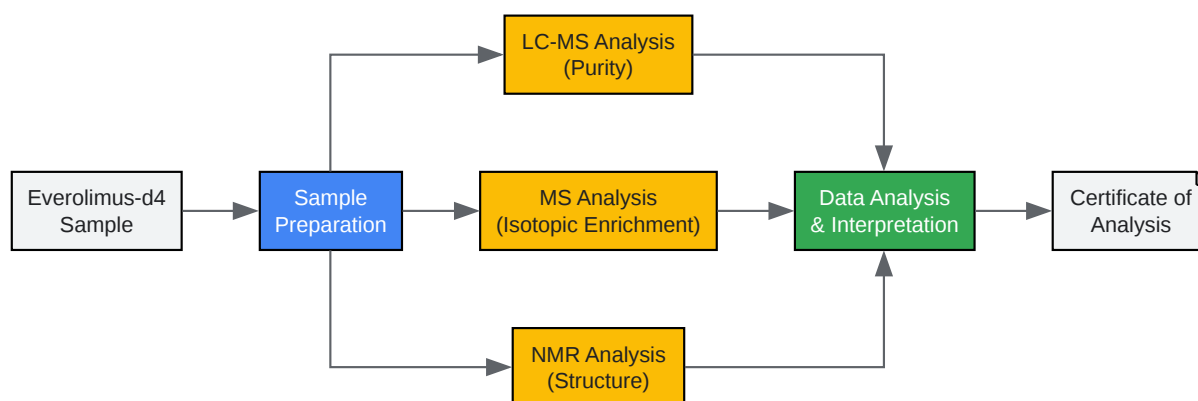 LC-MS Analysis
(Purity)
Everolimus-d4
Sample
Sample
Preparation
MS Analysis
(Isotopic Enrichment)
Data Analysis
& Interpretation
Certificate of
Analysis
NMR Analysis
(Structure)